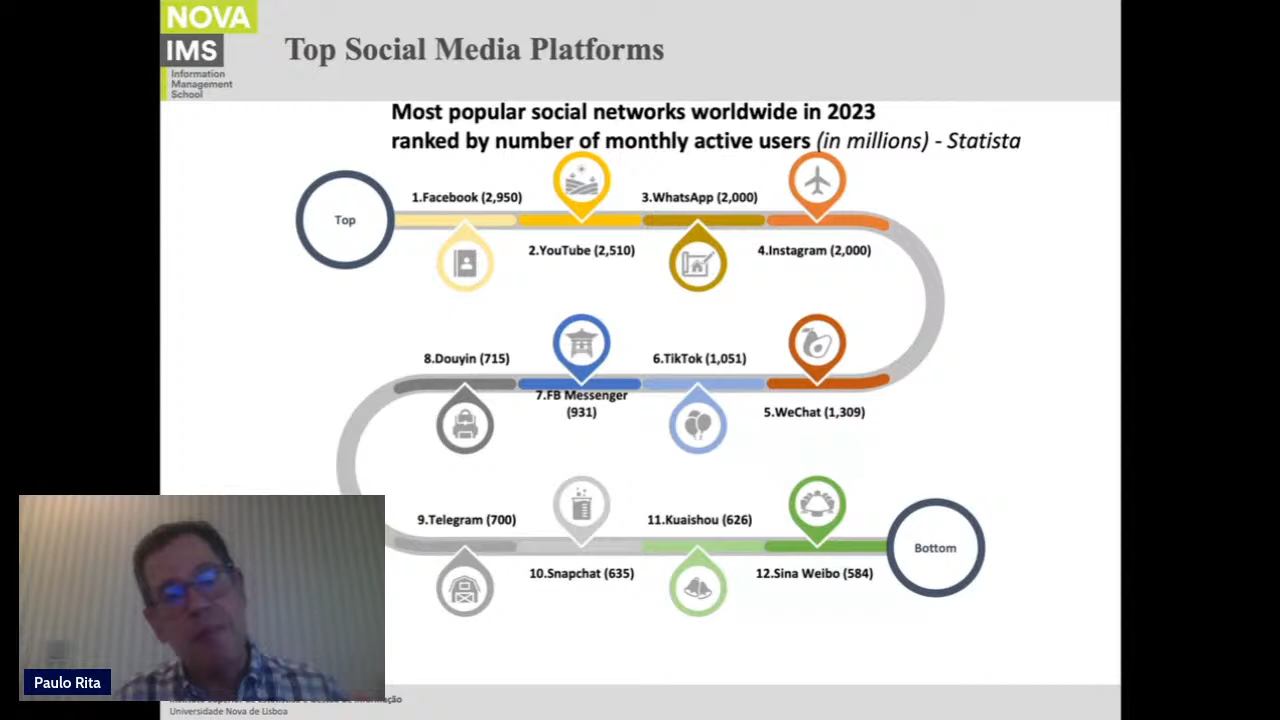 NOVA
IMS
Information
Management
School
Top Social Media Platforms
Most popular social networks worldwide in 2023
ranked by number of monthly active users (in millions) - Statista
Top
1.Facebook (2,950)
2.YouTube (2,510)
3.WhatsApp (2,000)
4.Instagram (2,000)
8.Douyin (715)
7.FB Messenger
(931)
6.TikTok (1,051)
5.WeChat (1,309)
9.Telegram (700)
10.Snapchat (635)
11.Kuaishou (626)
12.Sina Weibo (584)
Bottom
Paulo Rita
Universidade Nova de Lisboa